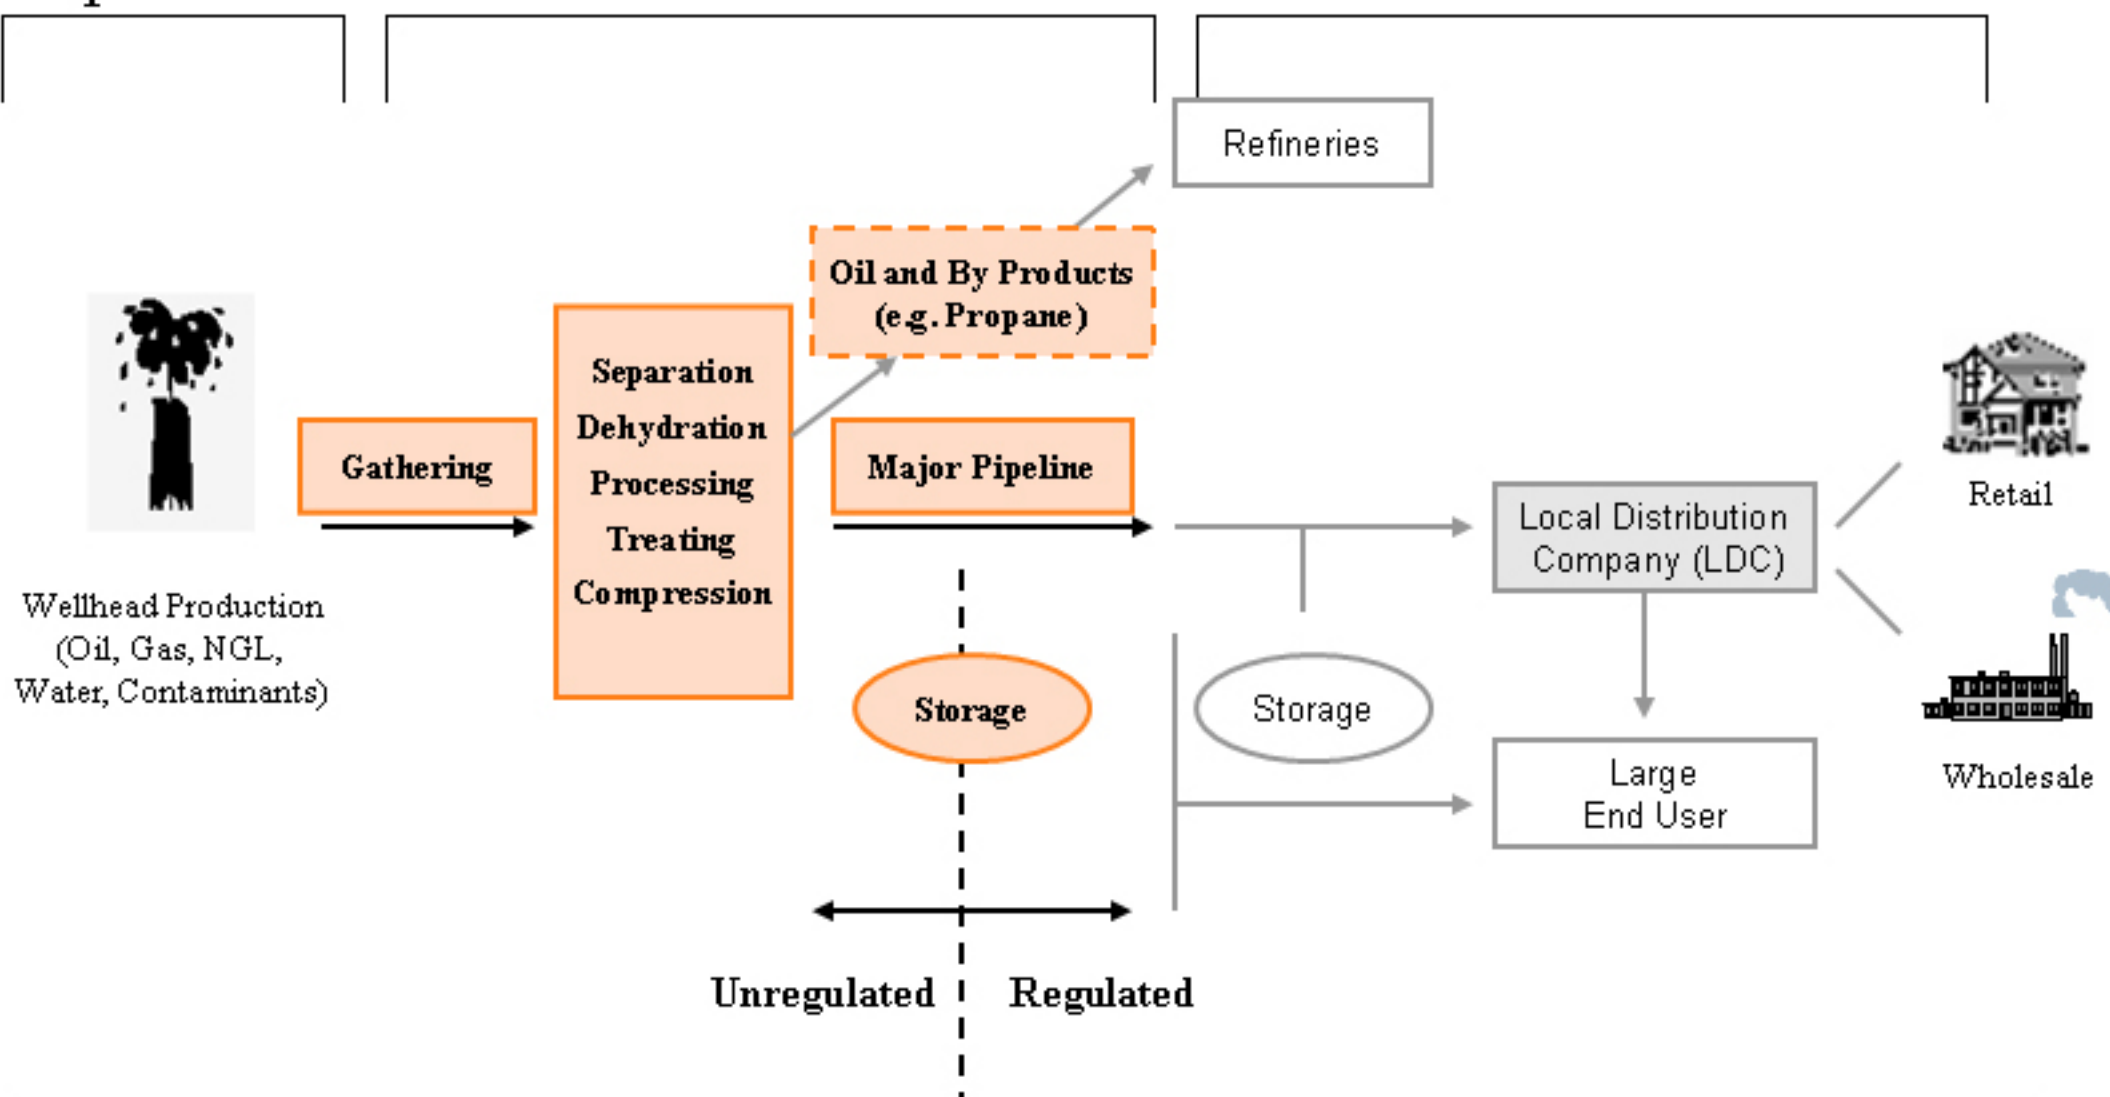 Refineries
Oil and By Products
(e.g. Propane)
Separation
Dehydration
Processing
Treating
Compression
Gathering
Major Pipeline
Wellhead Production
(Oil, Gas, NGL,
Water, Contaminants)
Storage
Storage
Local Distribution
Company (LDC)
Large
End User
Retail
Wholesale
Unregulated
Regulated